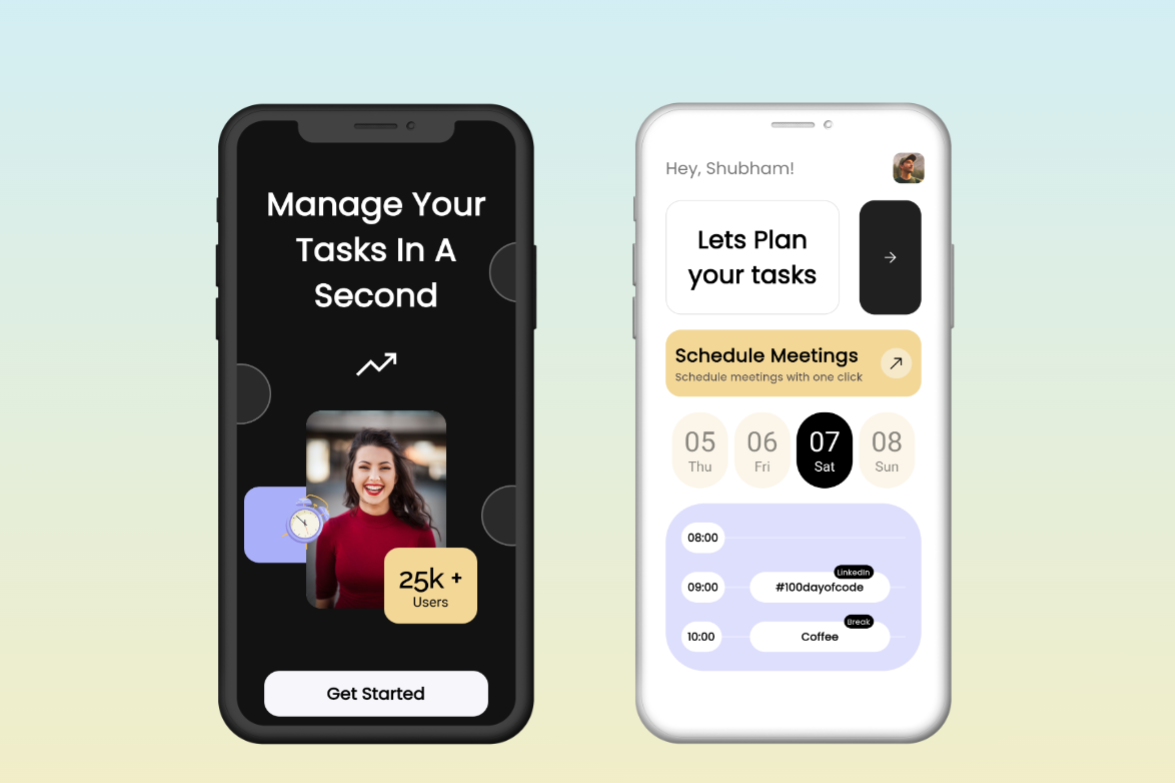 Manage Your
Tasks In A
Second
25k +
Users
Get Started
Hey, Shubham!
Lets Plan
your tasks
Schedule Meetings
Schedule meetings with one click
05 06 07 08
Thu Fri Sat Sun
08:00
LinkedIn
09:00 #100dayofcode
Break
10:00 Coffee